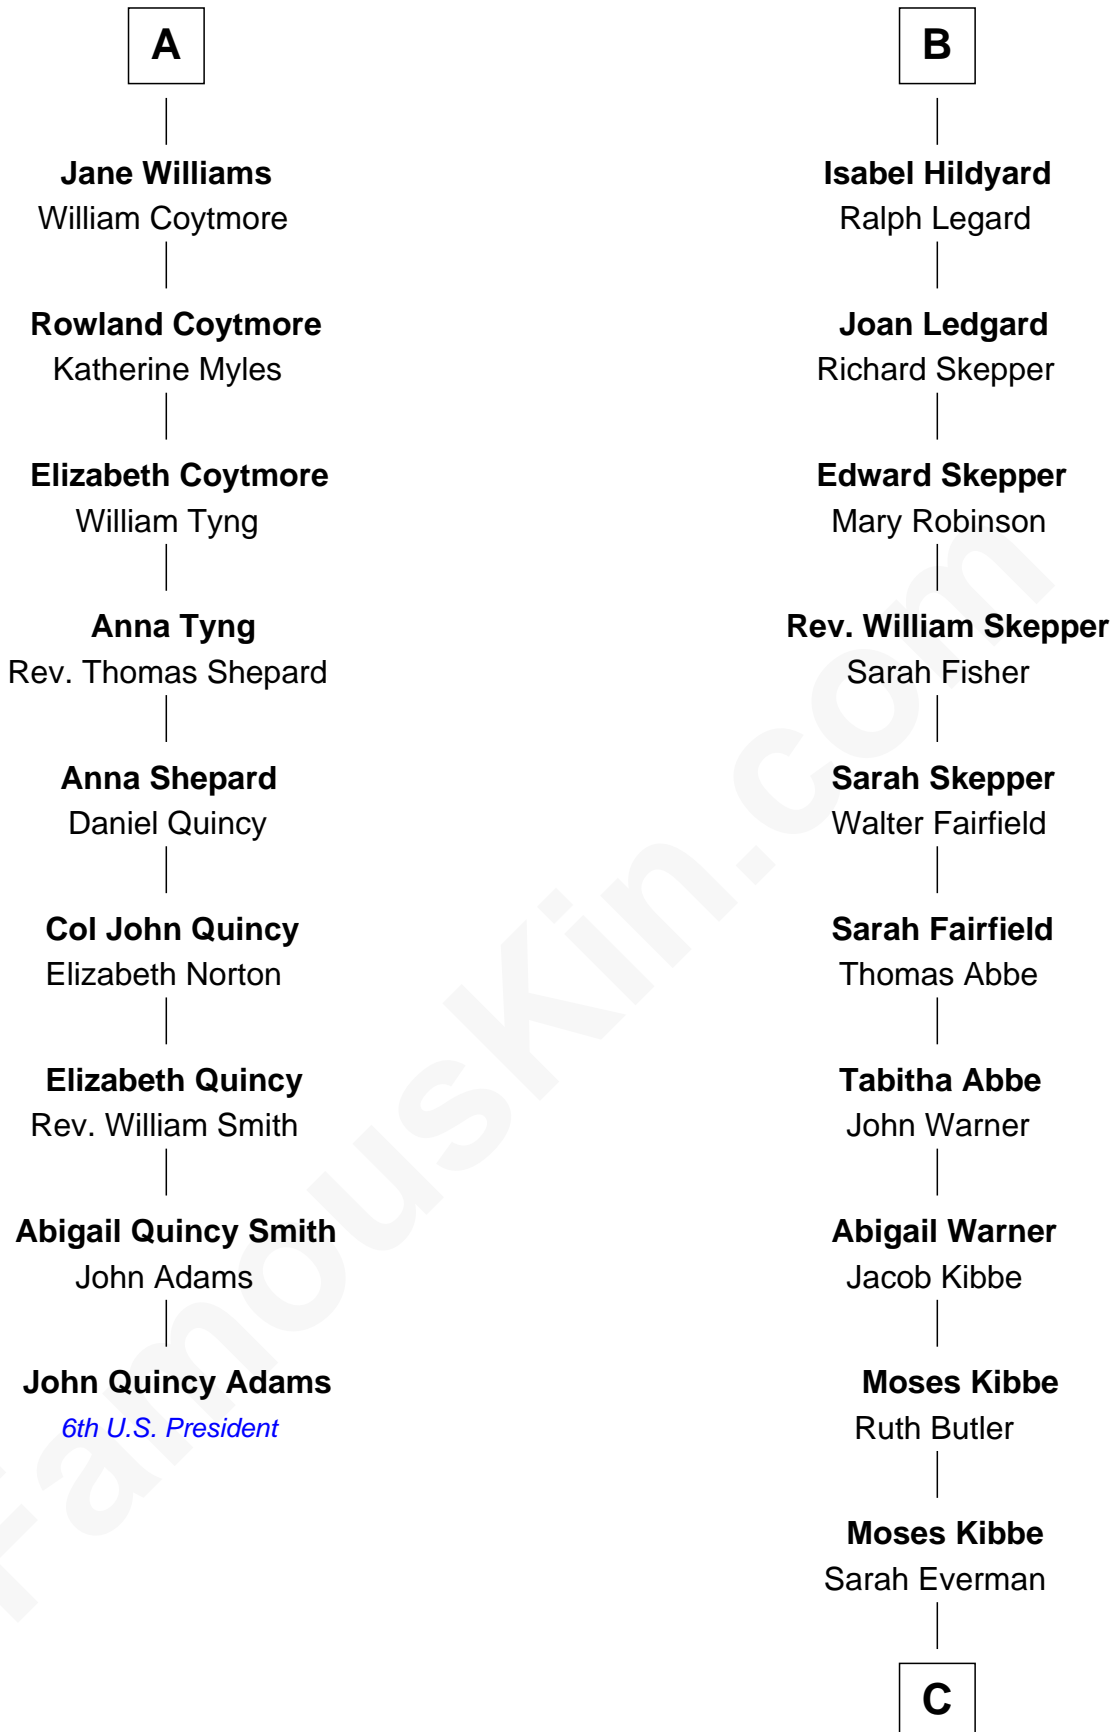 A
Jane Williams
William Coytmore
Rowland Coytmore
Katherine Myles
Elizabeth Coytmore
William Tyng
Anna Tyng
Rev. Thomas Shepard
Anna Shepard
Daniel Quincy
Col John Quincy
Elizabeth Norton
Elizabeth Quincy
Rev. William Smith
Abigail Quincy Smith
John Adams
John Quincy Adams
6th U.S. President
B
Isabel Hildyard
Ralph Legard
Joan Ledgard
Richard Skepper
Edward Skepper
Mary Robinson
Rev. William Skepper
Sarah Fisher
Sarah Skepper
Walter Fairfield
Sarah Fairfield
Thomas Abbe
Tabitha Abbe
John Warner
Abigail Warner
Jacob Kibbe
Moses Kibbe
Ruth Butler
Moses Kibbe
Sarah Everman
C
FamousKin.com